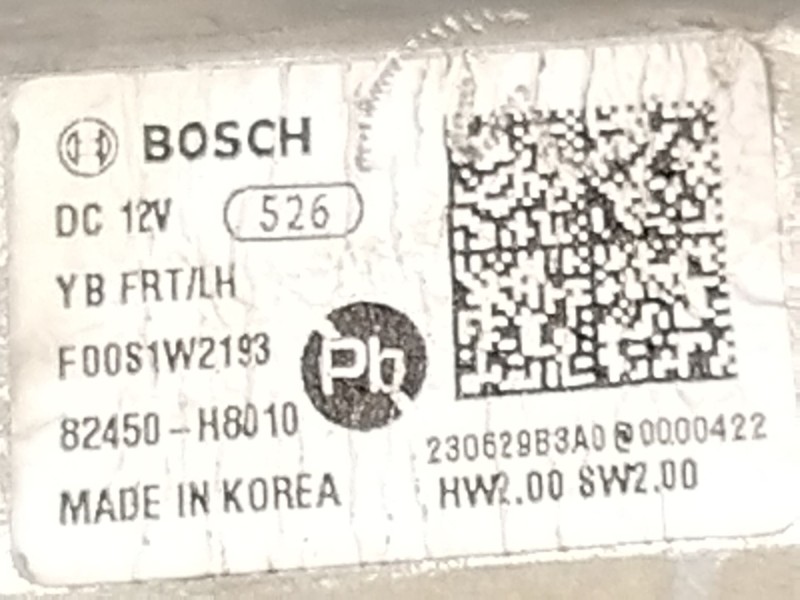 BOSCH
DC 12V 526
YB FRT/LH
F00S1W2193
82450-H8010
Pb
MADE IN KOREA
230629B3A0@0000422
HW2.00 SW2.00